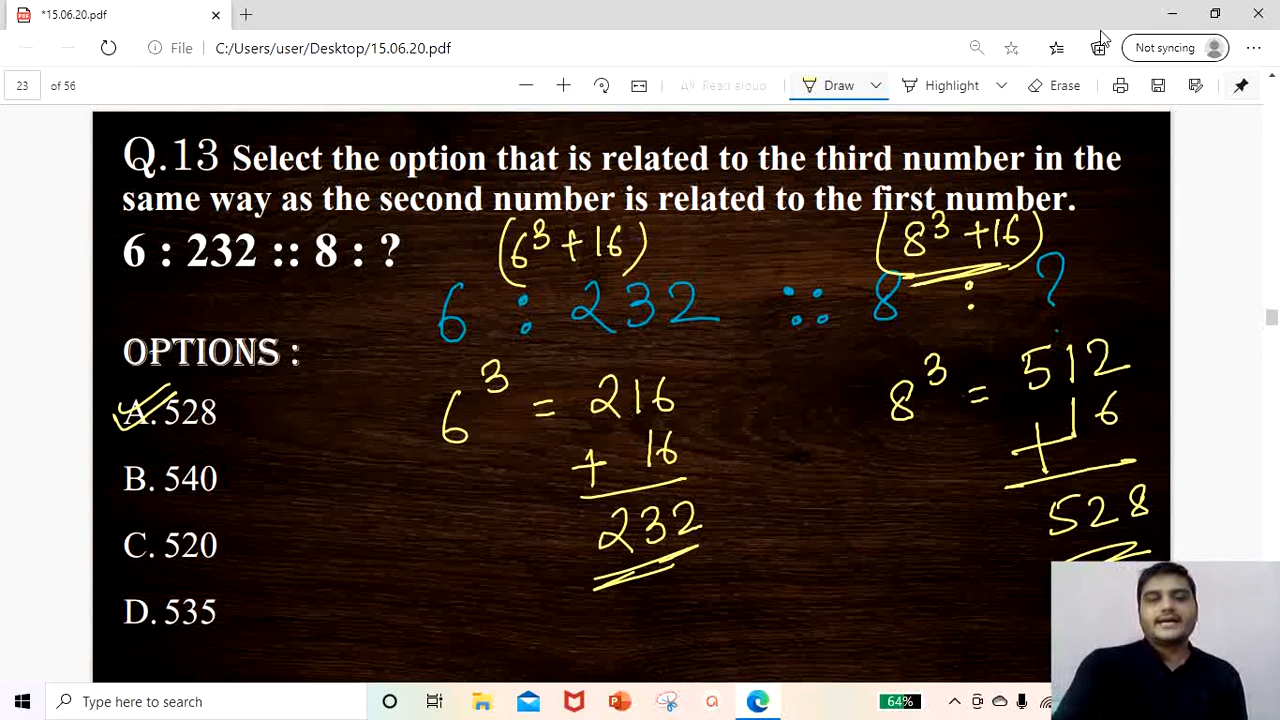 *15.06.20.pdf
File C:/Users/user/Desktop/15.06.20.pdf
Not syncing
23 of 56
Read aloud
Draw
Highlight
Erase
Q.13 Select the option that is related to the third number in the
same way as the second number is related to the first number.
6 : 232 :: 8 : ?
(6³ + 16)
(8³ + 16)
6 : 232 :: 8 : ?
OPTIONS :
A. 528
B. 540
C. 520
D. 535
6³ = 216
+ 16
232
8³ = 512
+ 16
528
Type here to search
64%